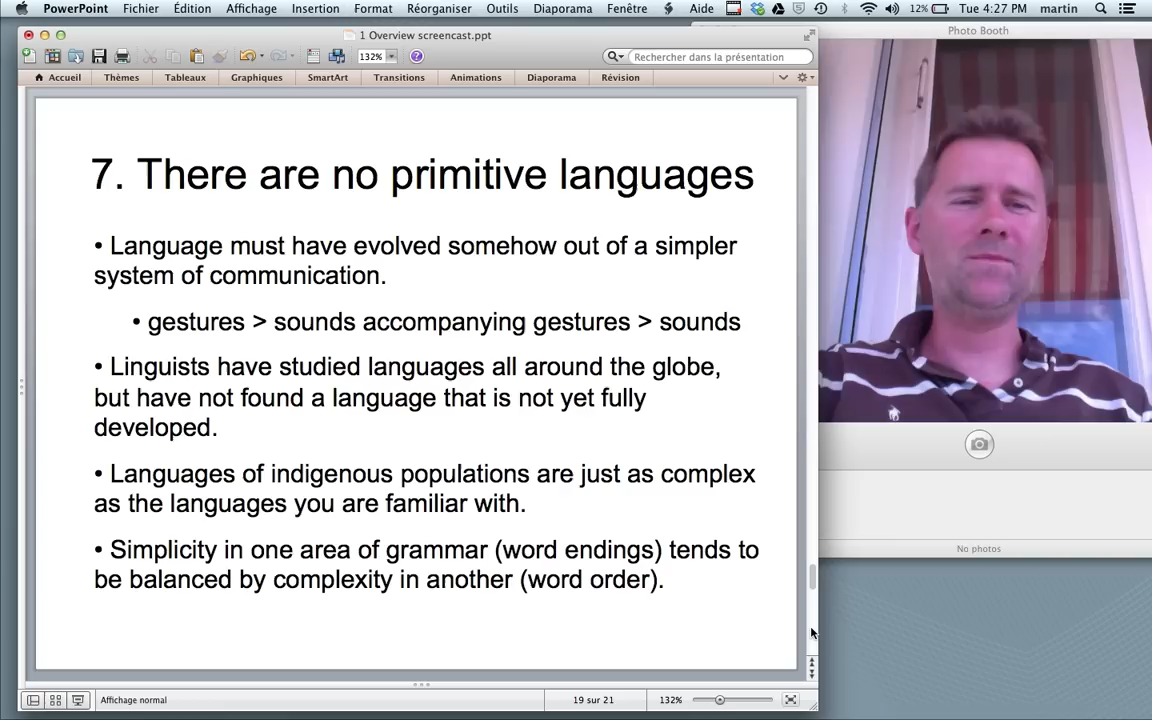 PowerPoint Fichier Édition Affichage Insertion Format Réorganiser Outils Diaporama Fenêtre Aide 12% Tue 4:27 PM martin
1 Overview screencast.ppt
Photo Booth
132% Rechercher dans la présentation
Accueil Thèmes Tableaux Graphiques SmartArt Transitions Animations Diaporama Révision
7. There are no primitive languages
• Language must have evolved somehow out of a simpler
system of communication.
• gestures > sounds accompanying gestures > sounds
• Linguists have studied languages all around the globe,
but have not found a language that is not yet fully
developed.
• Languages of indigenous populations are just as complex
as the languages you are familiar with.
• Simplicity in one area of grammar (word endings) tends to
be balanced by complexity in another (word order).
No photos
Affichage normal 19 sur 21 132%